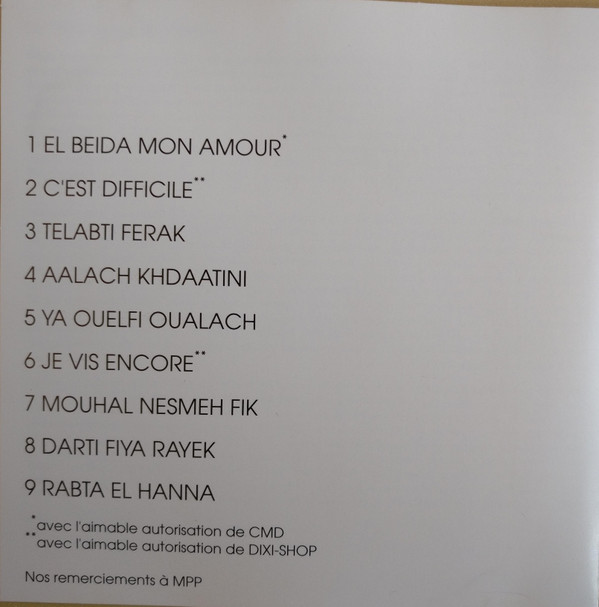 1 EL BEIDA MON AMOUR*
2 C'EST DIFFICILE**
3 TELABTI FERAK
4 AALACH KHDAATINI
5 YA OUELFI OUALACH
6 JE VIS ENCORE**
7 MOUHAL NESMEH FIK
8 DARTI FIYA RAYEK
9 RABTA EL HANNA
*avec l'aimable autorisation de CMD
**avec l'aimable autorisation de DIXI-SHOP
Nos remerciements à MPP